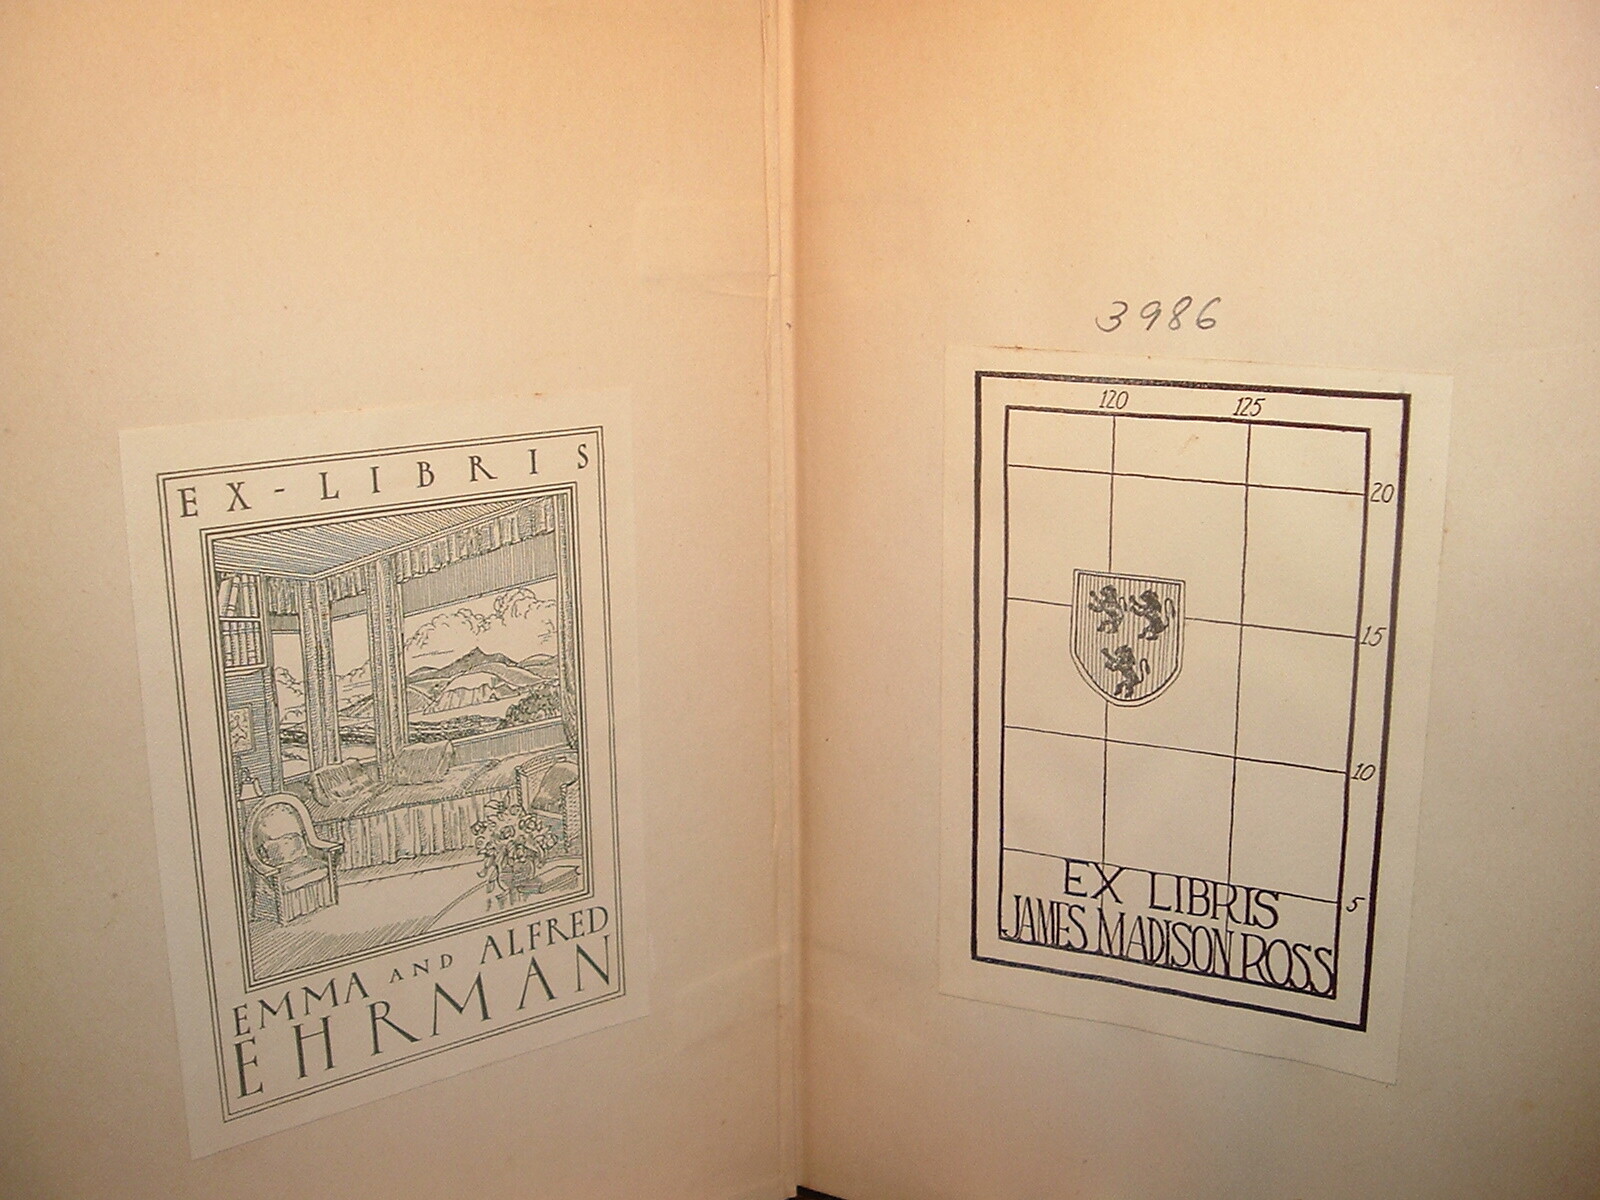 EX-LIBRIS
EMMA AND ALFRED
EHRMAN
3986
120 125
20
15
10
5
EX LIBRIS
JAMES MADISON ROSS